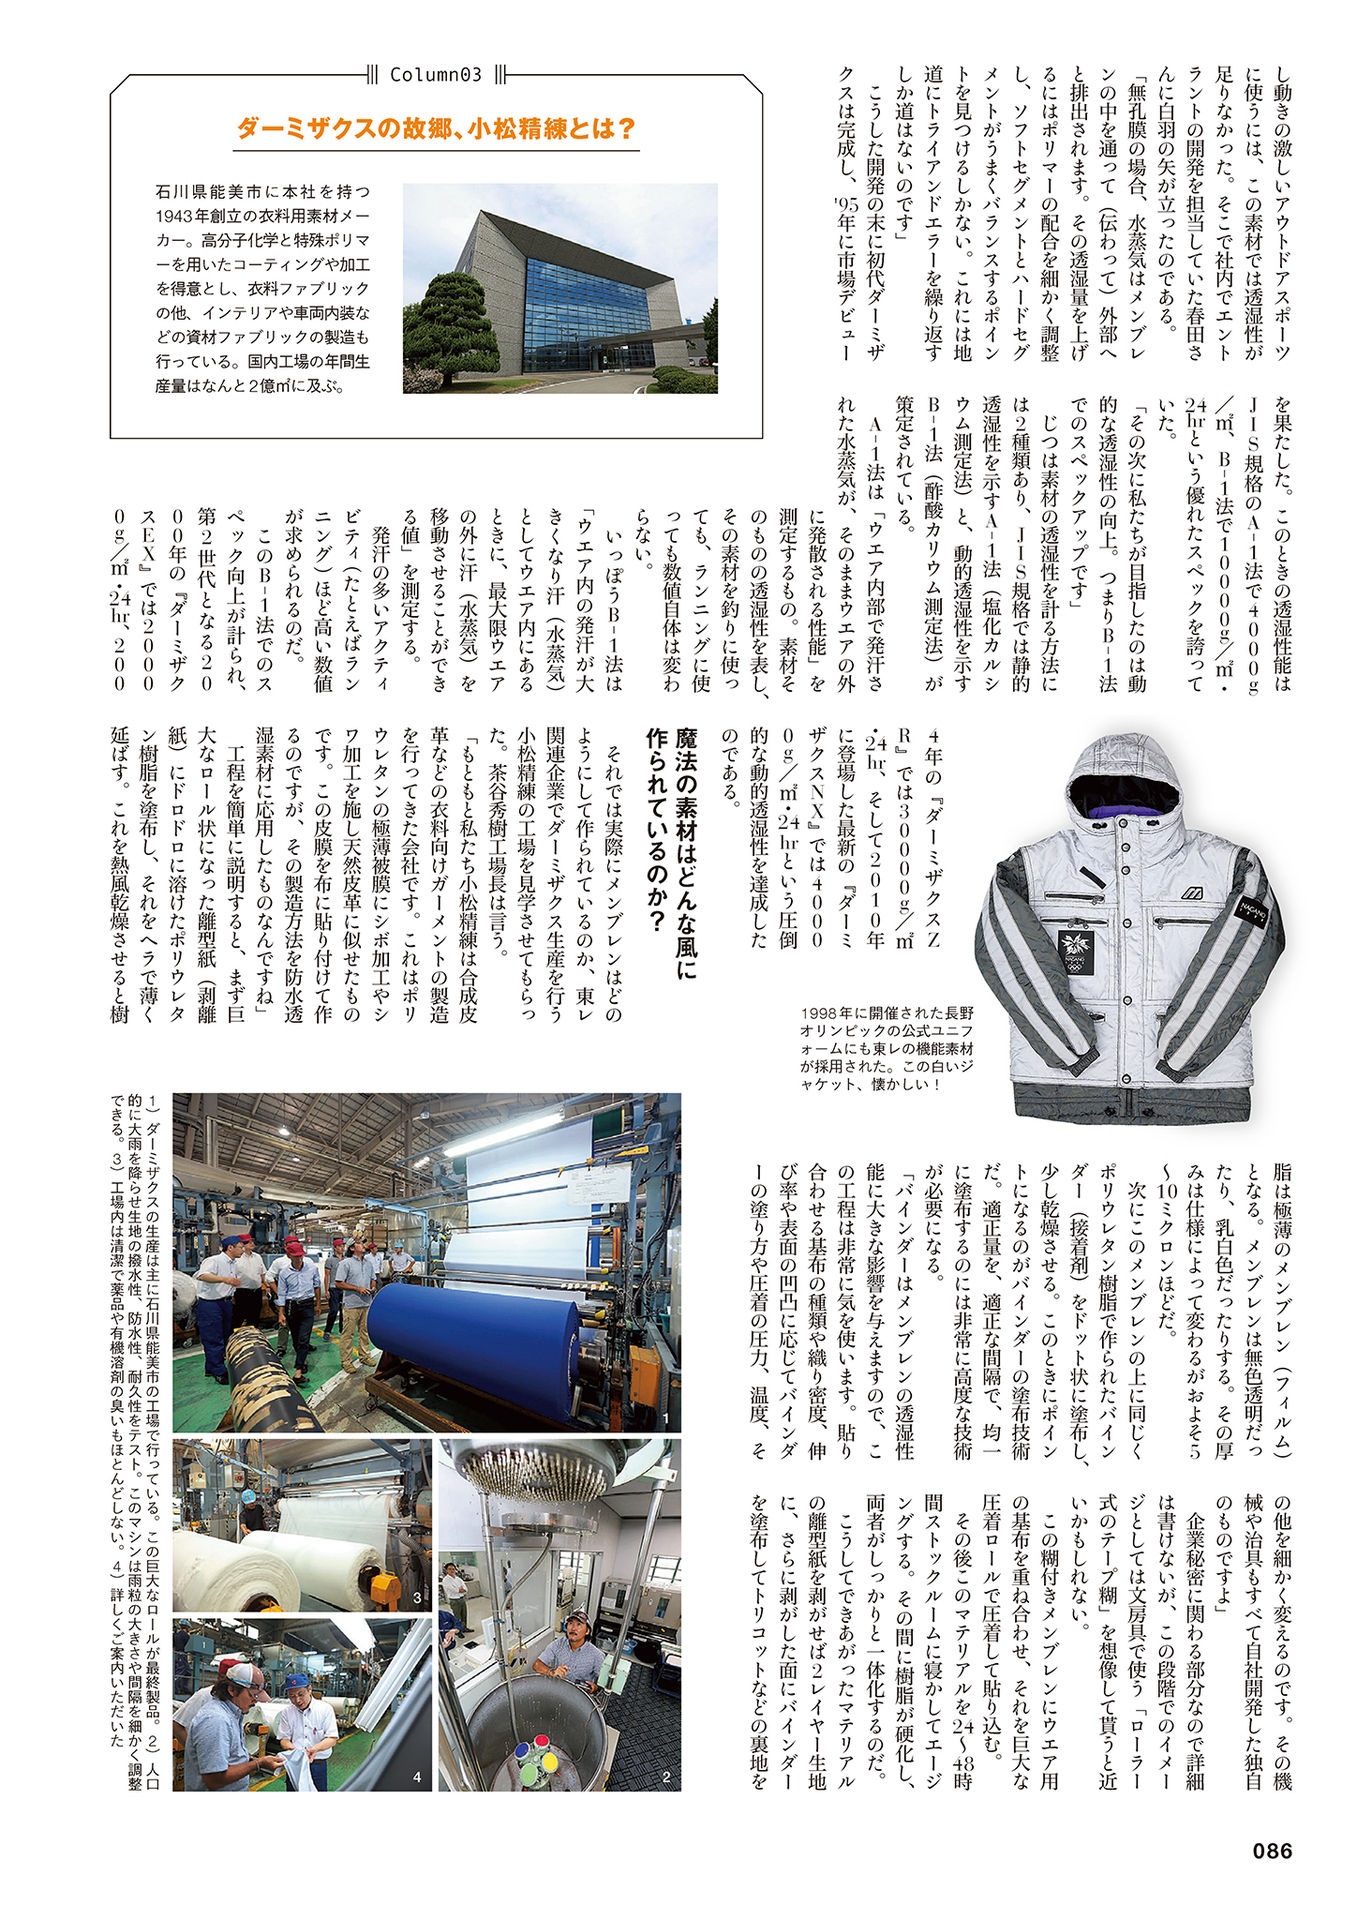 し動きの激しいアウトドアスポーツ
に使うには、この素材では透湿性が
足りなかった。そこで社内でエント
ラントの開発を担当していた春田さ
んに白羽の矢が立ったのである。
「無孔膜の場合、水蒸気はメンブレ
ンの中を通って（伝わって）外部へ
と排出されます。その透湿量を上げ
るにはポリマーの配合を細かく調整
し、ソフトセグメントとハードセグ
メントがうまくバランスするポイン
トを見つけるしかない。これには地
道にトライアンドエラーを繰り返す
しか道はないのです」
こうした開発の末に初代ダーミザ
クスは完成し、'95年に市場デビュー
を果たした。このときの透湿性能は
JIS規格のA-1法で4000g
／㎡、B-1法で10000g／㎡・
24hrという優れたスペックを誇って
いた。
「その次に私たちが目指したのは動
的な透湿性の向上。つまりB-1法
でのスペックアップです」
じつは素材の透湿性を計る方法に
は2種類あり、JIS規格では静的
透湿性を示すA-1法（塩化カルシ
ウム測定法）と、動的透湿性を示す
B-1法（酢酸カリウム測定法）が
策定されている。
A-1法は「ウエア内部で発汗さ
れた水蒸気が、そのままウエアの外
に発散される性能」を
測定するもの。素材そ
のものの透湿性を表し、
その素材を釣りに使っ
ても、ランニングに使
っても数値自体は変わ
らない。
いっぽうB-1法は
「ウエア内の発汗が大
きくなり汗（水蒸気）
としてウエア内にある
ときに、最大限ウエア
の外に汗（水蒸気）を
移動させることができ
る値」を測定する。
発汗の多いアクティ
ビティ（たとえばラン
ニング）ほど高い数値
が求められるのだ。
このB-1法でのス
ペック向上が計られ、
第2世代となる20
00年の『ダーミザク
スEX』では2000
0g／㎡・24hr、200
4年の『ダーミザクスZ
R』では30000g／㎡
・24hr、そして2010年
に登場した最新の『ダーミ
ザクスNX』では4000
0g／㎡・24hrという圧倒
的な動的透湿性を達成した
のである。
魔法の素材はどんな風に
作られているのか？
それでは実際にメンブレンはどの
ようにして作られているのか、東レ
関連企業でダーミザクス生産を行う
小松精練の工場を見学させてもらっ
た。茶谷秀樹工場長は言う。
「もともと私たち小松精練は合成皮
革などの衣料向けガーメントの製造
を行ってきた会社です。これはポリ
ウレタンの極薄被膜にシボ加工やシ
ワ加工を施し天然皮革に似せたもの
です。この皮膜を布に貼り付けて作
るのですが、その製造方法を防水透
湿素材に応用したものなんですね」
工程を簡単に説明すると、まず巨
大なロール状になった離型紙（剥離
紙）にドロドロに溶けたポリウレタ
ン樹脂を塗布し、それをヘラで薄く
延ばす。これを熱風乾燥させると樹
脂は極薄のメンブレン（フィルム）
となる。メンブレンは無色透明だっ
たり、乳白色だったりする。その厚
みは仕様によって変わるがおよそ5
〜10ミクロンほどだ。
次にこのメンブレンの上に同じく
ポリウレタン樹脂で作られたバイン
ダー（接着剤）をドット状に塗布し、
少し乾燥させる。このときにポイン
トになるのがバインダーの塗布技術
だ。適正量を、適正な間隔で、均一
に塗布するのには非常に高度な技術
が必要になる。
「バインダーはメンブレンの透湿性
能に大きな影響を与えますので、こ
の工程は非常に気を使います。貼り
合わせる基布の種類や織り密度、伸
び率や表面の凹凸に応じてバインダ
ーの塗り方や圧着の圧力、温度、そ
の他を細かく変えるのです。その機
械や治具もすべて自社開発した独自
のものですよ」
企業秘密に関わる部分なので詳細
は書けないが、この段階でのイメー
ジとしては文房具で使う「ローラー
式のテープ糊」を想像して貰うと近
いかもしれない。
この糊付きメンブレンにウエア用
の基布を重ね合わせ、それを巨大な
圧着ロールで圧着して貼り込む。
その後このマテリアルを24〜48時
間ストックルームに寝かしてエージ
ングする。その間に樹脂が硬化し、
両者がしっかりと一体化するのだ。
こうしてできあがったマテリアル
の離型紙を剥がせば2レイヤー生地
に、さらに剥がした面にバインダー
を塗布してトリコットなどの裏地を
Column03
ダーミザクスの故郷、小松精練とは？
石川県能美市に本社を持つ
1943年創立の衣料用素材メー
カー。高分子化学と特殊ポリマ
ーを用いたコーティングや加工
を得意とし、衣料ファブリック
の他、インテリアや車両内装な
どの資材ファブリックの製造も
行っている。国内工場の年間生
産量はなんと2億㎡に及ぶ。
NAGANO
NAGANO
1998年に開催された長野
オリンピックの公式ユニフ
ォームにも東レの機能素材
が採用された。この白いジ
ャケット、懐かしい！
1
2
3
4
1）ダーミザクスの生産は主に石川県能美市の工場で行っている。この巨大なロールが最終製品。2）人口
的に大雨を降らせ生地の撥水性、防水性、耐久性をテスト。このマシンは雨粒の大きさや間隔を細かく調整
できる。3）工場内は清潔で薬品や有機溶剤の臭いもほとんどしない。4）詳しくご案内いただいた
086